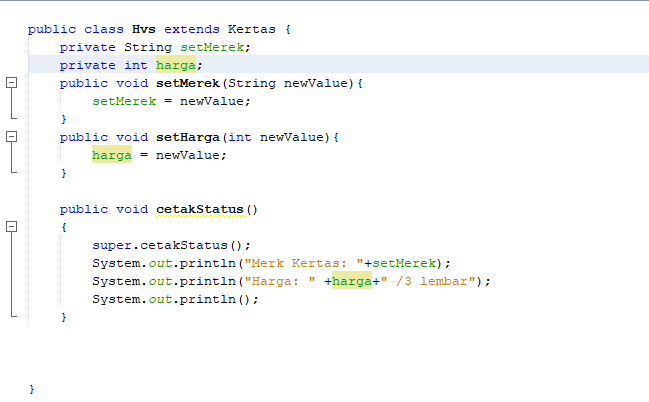 public class Hvs extends Kertas {
private String setMerek;
private int harga;
public void setMerek(String newValue){
setMerek = newValue;
}
public void setHarga(int newValue){
harga = newValue;
}
public void cetakStatus()
{
super.cetakStatus();
System.out.println("Merk Kertas: "+setMerek);
System.out.println("Harga: " +harga+" /3 lembar");
System.out.println();
}
}